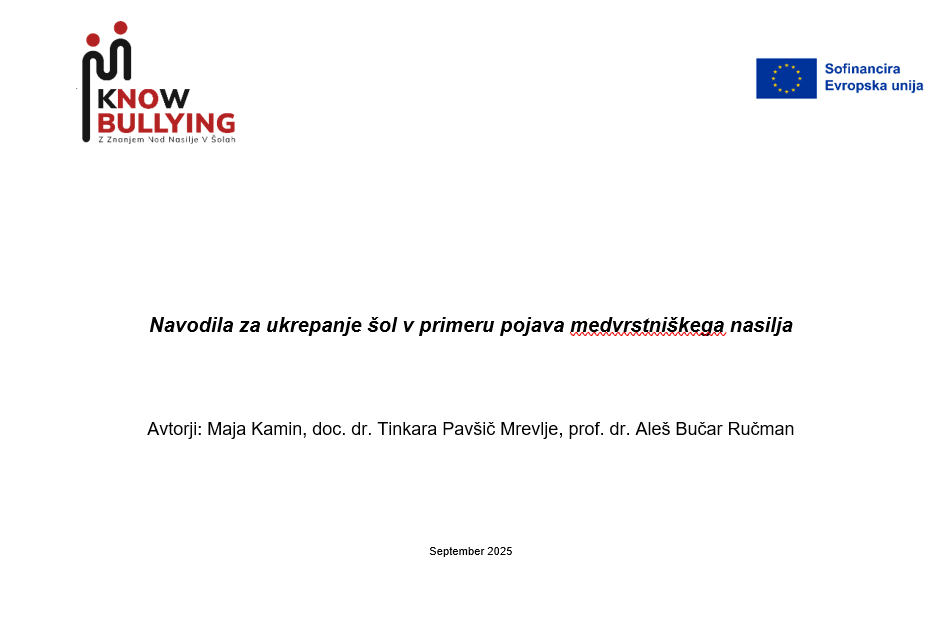 KNOW
BULLYING
Z Znanjem Nad Nasilje V Šolah
Sofinancira
Evropska unija
Navodila za ukrepanje šol v primeru pojava medvrstniškega nasilja
Avtorji: Maja Kamin, doc. dr. Tinkara Pavšič Mrevlje, prof. dr. Aleš Bučar Ručman
September 2025